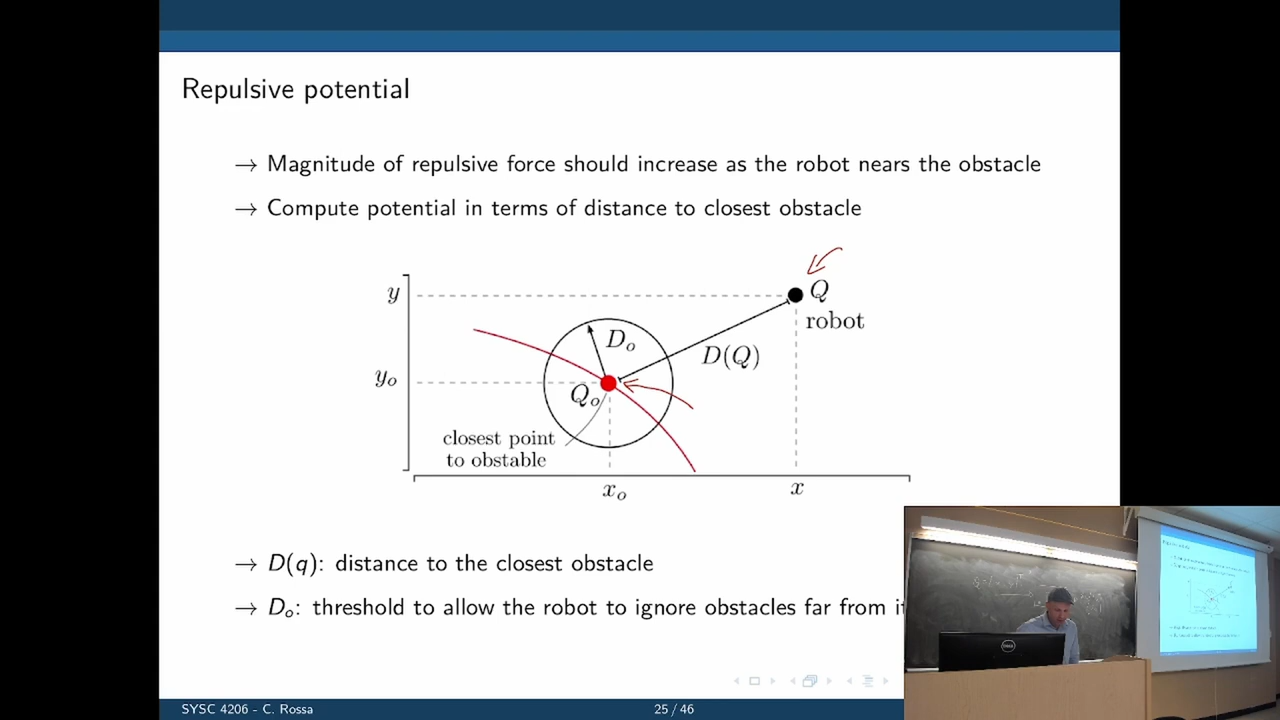 Repulsive potential
→ Magnitude of repulsive force should increase as the robot nears the obstacle
→ Compute potential in terms of distance to closest obstacle
y
Q
robot
D_o
D(Q)
y_o
Q_o
closest point
to obstable
x_o
x
→ D(q): distance to the closest obstacle
→ D_o: threshold to allow the robot to ignore obstacles far from
SYSC 4206 - C. Rossa
25 / 46
DELL